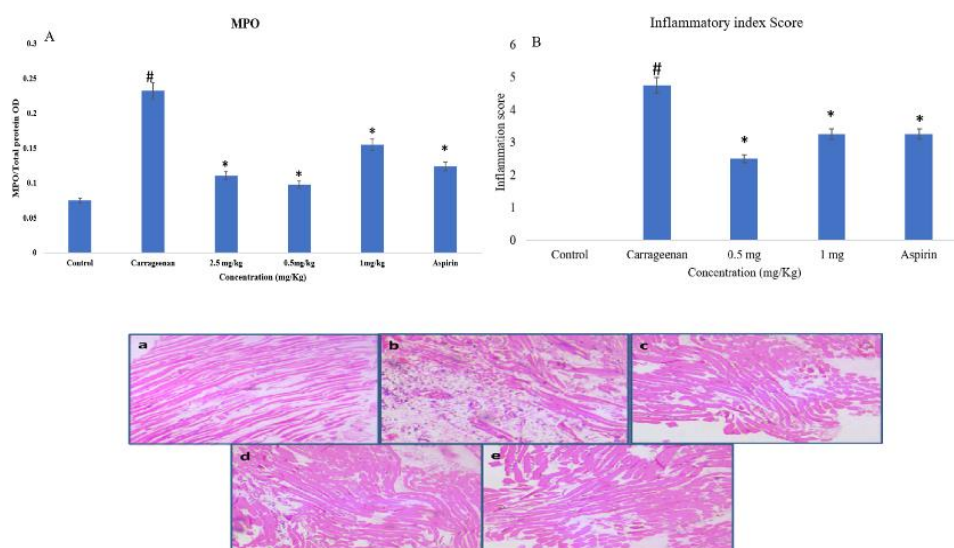 MPO
A
0.3
0.25
0.2
0.15
0.1
0.05
0
MPO/Total protein OD
#
*
*
*
*
Control Carrageenan 2.5 mg/kg 0.5mg/kg 1mg/kg Aspirin
Concentration (mg/Kg)
Inflammatory index Score
B
6
5
4
3
2
1
0
Inflammation score
#
*
*
*
Control Carrageenan 0.5 mg 1 mg Aspirin
Concentration (mg/Kg)
a
b
c
d
e